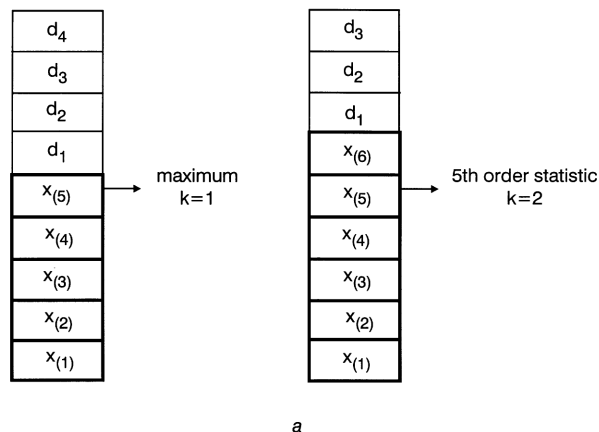 d4
d3
d2
d1
x(5)
x(4)
x(3)
x(2)
x(1)
maximum
k=1
d3
d2
d1
x(6)
x(5)
x(4)
x(3)
x(2)
x(1)
5th order statistic
k=2
a